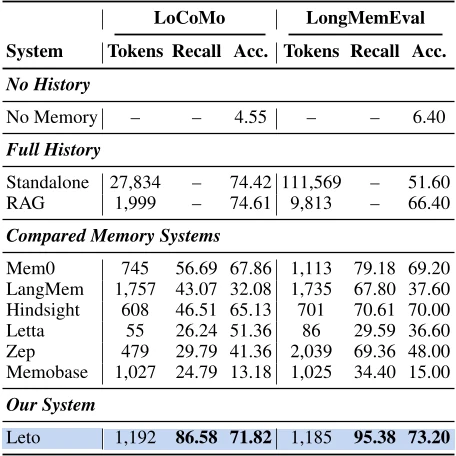 LoCoMo LongMemEval
System Tokens Recall Acc. Tokens Recall Acc.
No History
No Memory – – 4.55 – – 6.40
Full History
Standalone 27,834 – 74.42 111,569 – 51.60
RAG 1,999 – 74.61 9,813 – 66.40
Compared Memory Systems
Mem0 745 56.69 67.86 1,113 79.18 69.20
LangMem 1,757 43.07 32.08 1,735 67.80 37.60
Hindsight 608 46.51 65.13 701 70.61 70.00
Letta 55 26.24 51.36 86 29.59 36.60
Zep 479 29.79 41.36 2,039 69.36 48.00
Memobase 1,027 24.79 13.18 1,025 34.40 15.00
Our System
Leto 1,192 86.58 71.82 1,185 95.38 73.20